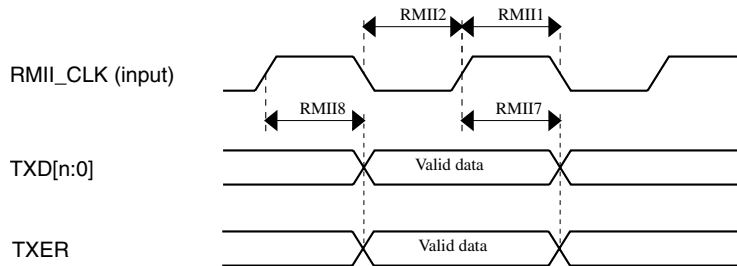 RMII2 RMII1
RMII_CLK (input)
RMII8 RMII7
TXD[n:0] Valid data
TXER Valid data